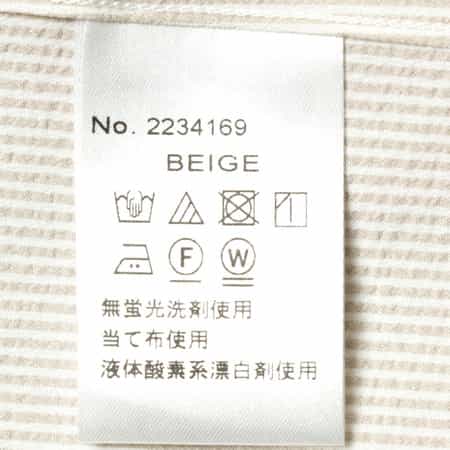 No. 2234169
BEIGE
F W
無蛍光洗剤使用
当て布使用
液体酸素系漂白剤使用